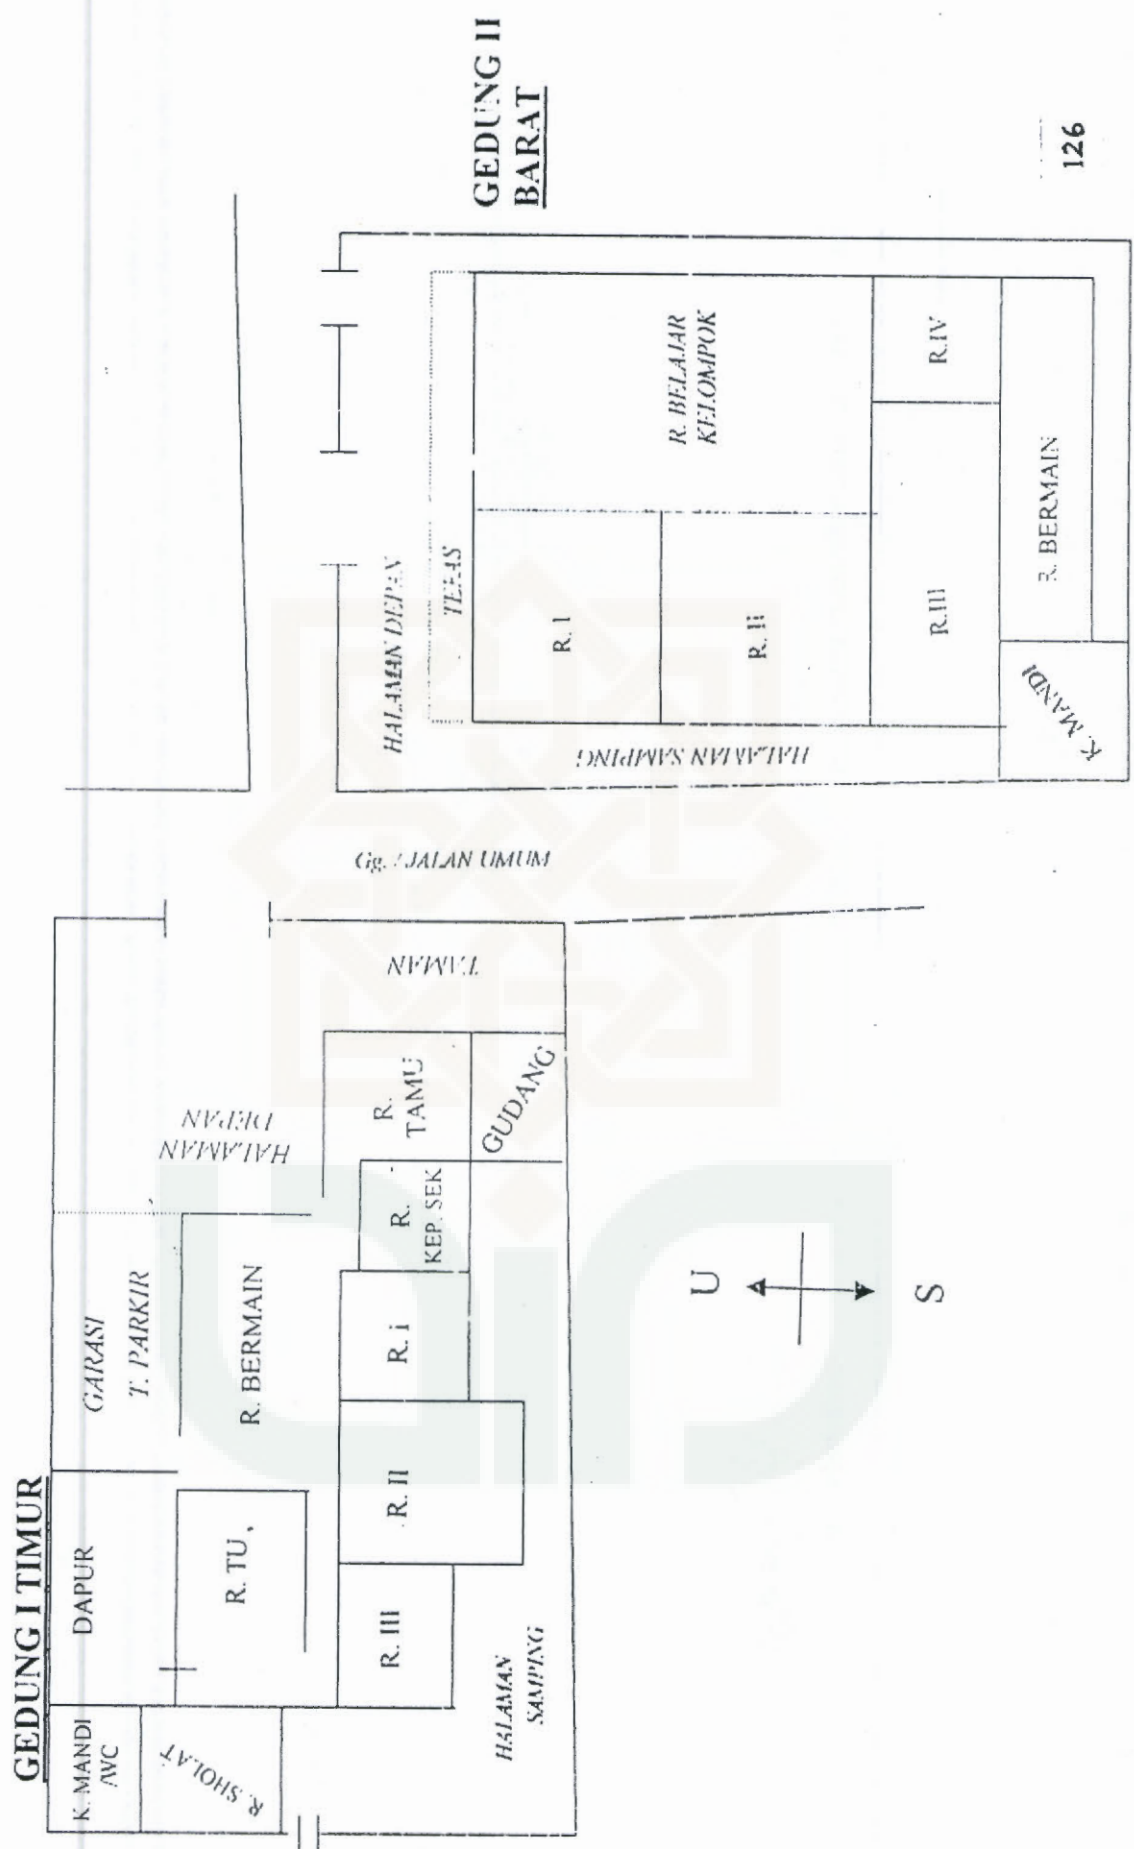 GEDUNG I TIMUR
K. MANDI
/WC
DAPUR
GARASI
T. PARKIR
R. SHOLAT
R. TU
R. BERMAIN
HALAMAN
DEPAN
R. III
R. II
R. I
R.
KEP. SEK
R.
TAMU
GUDANG
TAMAN
HALAMAN
SAMPING
Gg. / JALAN UMUM
U
S
GEDUNG II
BARAT
HALAMAN DEPAN
TERAS
R. I
R. II
R. BELAJAR
KELOMPOK
R.III
R.IV
HALAMAN SAMPING
K. MANDI
R. BERMAIN
126